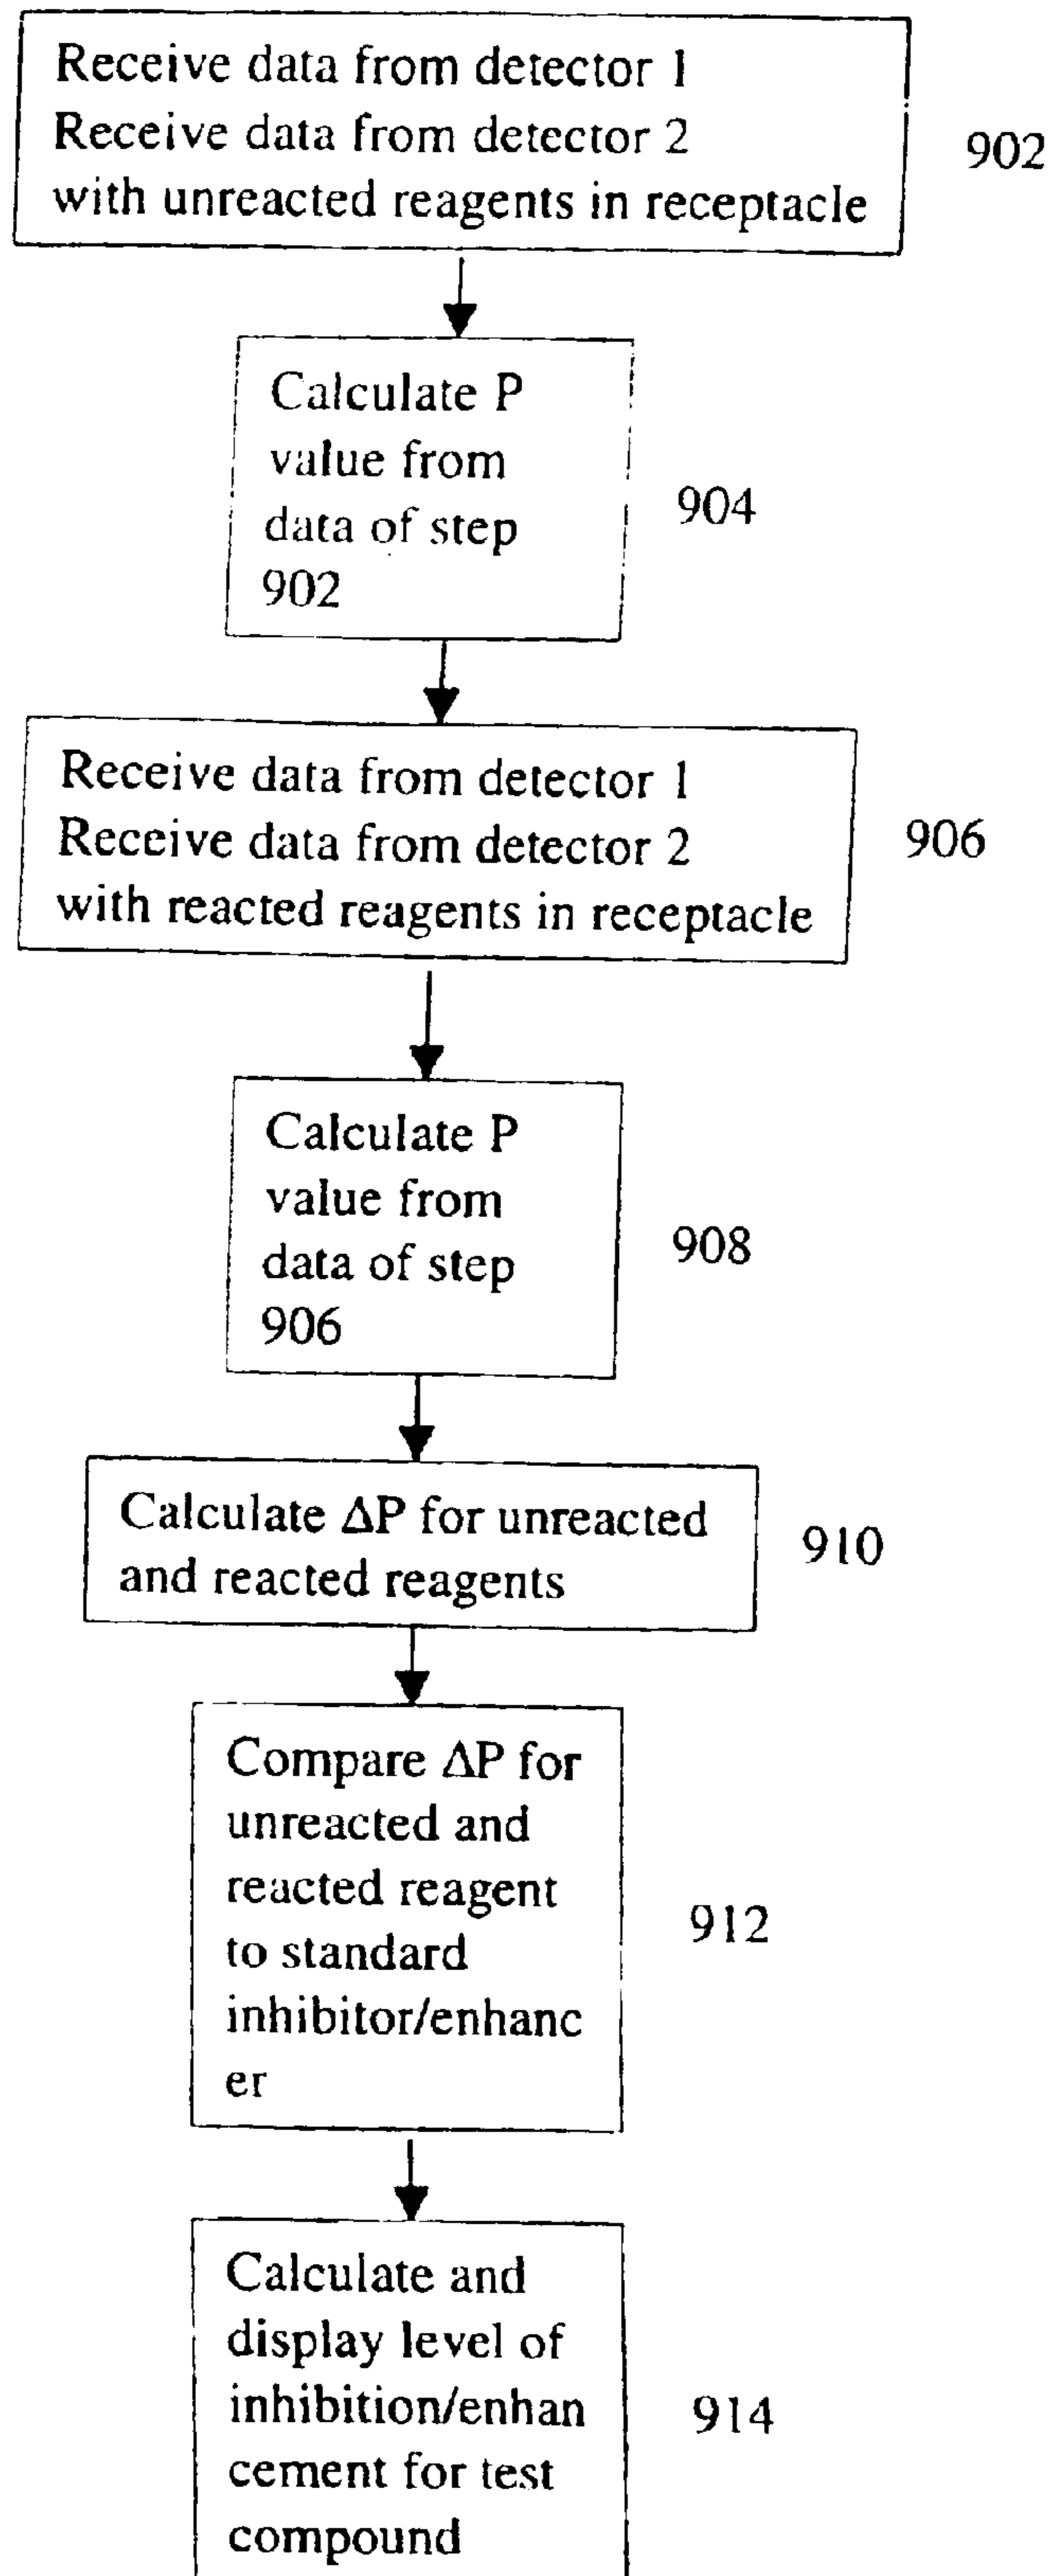 Receive data from detector 1
Receive data from detector 2
with unreacted reagents in receptacle
902
Calculate P
value from
data of step
902
904
Receive data from detector 1
Receive data from detector 2
with reacted reagents in receptacle
906
Calculate P
value from
data of step
906
908
Calculate ΔP for unreacted
and reacted reagents
910
Compare ΔP for
unreacted and
reacted reagent
to standard
inhibitor/enhanc
er
912
Calculate and
display level of
inhibition/enhan
cement for test
compound
914